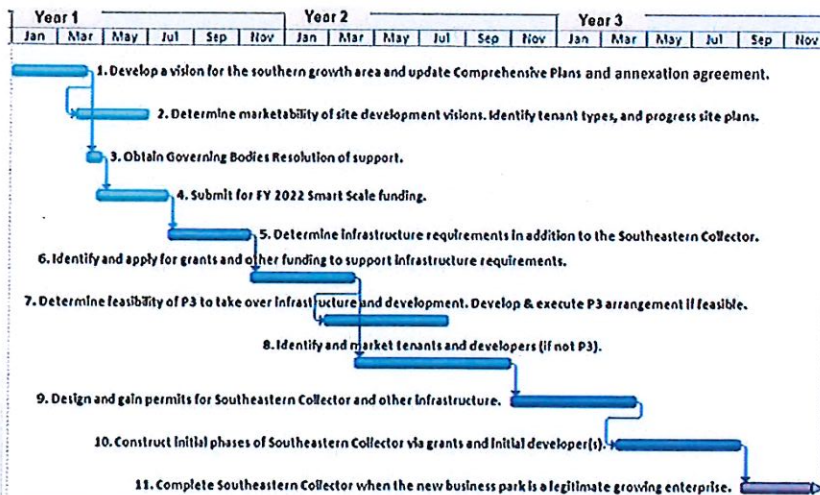 Year 1 Year 2 Year 3
Jan Mar May Jul Sep Nov Jan Mar May Jul Sep Nov Jan Mar May Jul Sep Nov
1. Develop a vision for the southern growth area and update Comprehensive Plans and annexation agreement.
2. Determine marketability of site development visions. Identify tenant types, and progress site plans.
3. Obtain Governing Bodies Resolution of support.
4. Submit for FY 2022 Smart Scale funding.
5. Determine infrastructure requirements in addition to the Southeastern Collector.
6. Identify and apply for grants and other funding to support infrastructure requirements.
7. Determine feasibility of P3 to take over infrastructure and development. Develop & execute P3 arrangement if feasible.
8. Identify and market tenants and developers (if not P3).
9. Design and gain permits for Southeastern Collector and other infrastructure.
10. Construct initial phases of Southeastern Collector via grants and initial developer(s).
11. Complete Southeastern Collector when the new business park is a legitimate growing enterprise.